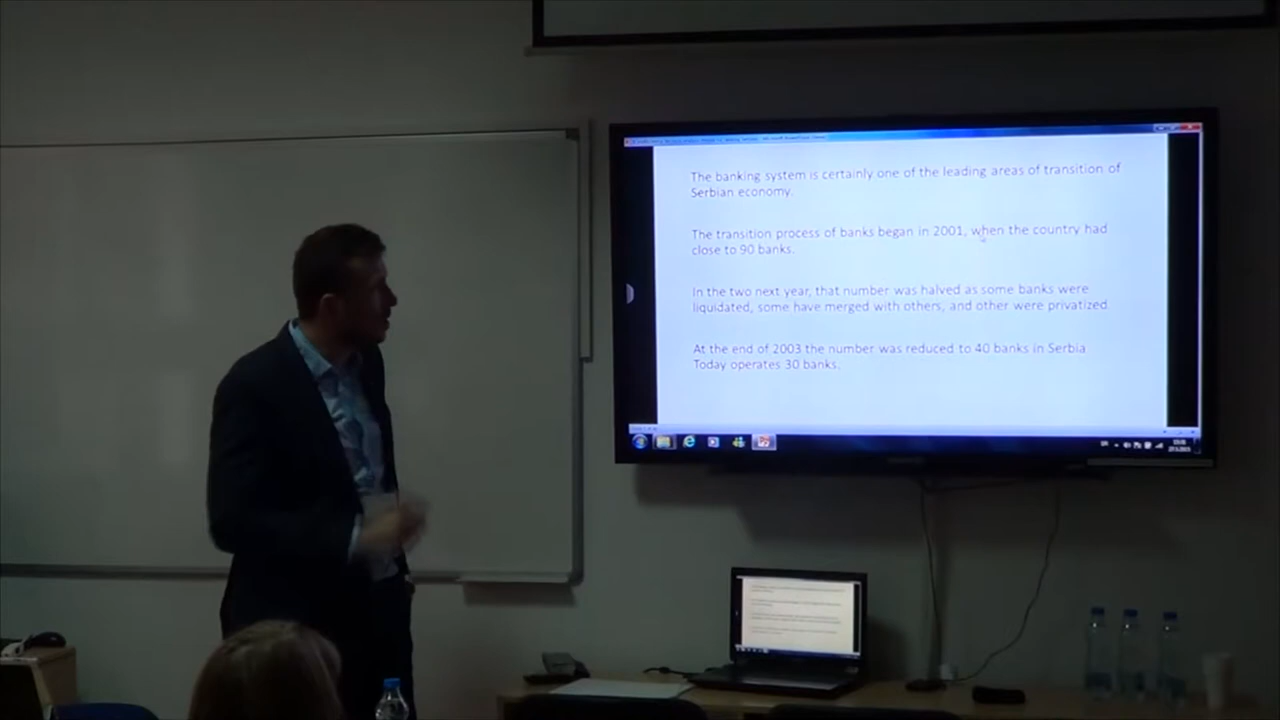 The banking system is certainly one of the leading areas of transition of
Serbian economy.
The transition process of banks began in 2001, when the country had
close to 90 banks.
In the two next year, that number was halved as some banks were
liquidated, some have merged with others, and other were privatized
At the end of 2003 the number was reduced to 40 banks in Serbia
Today operates 30 banks.